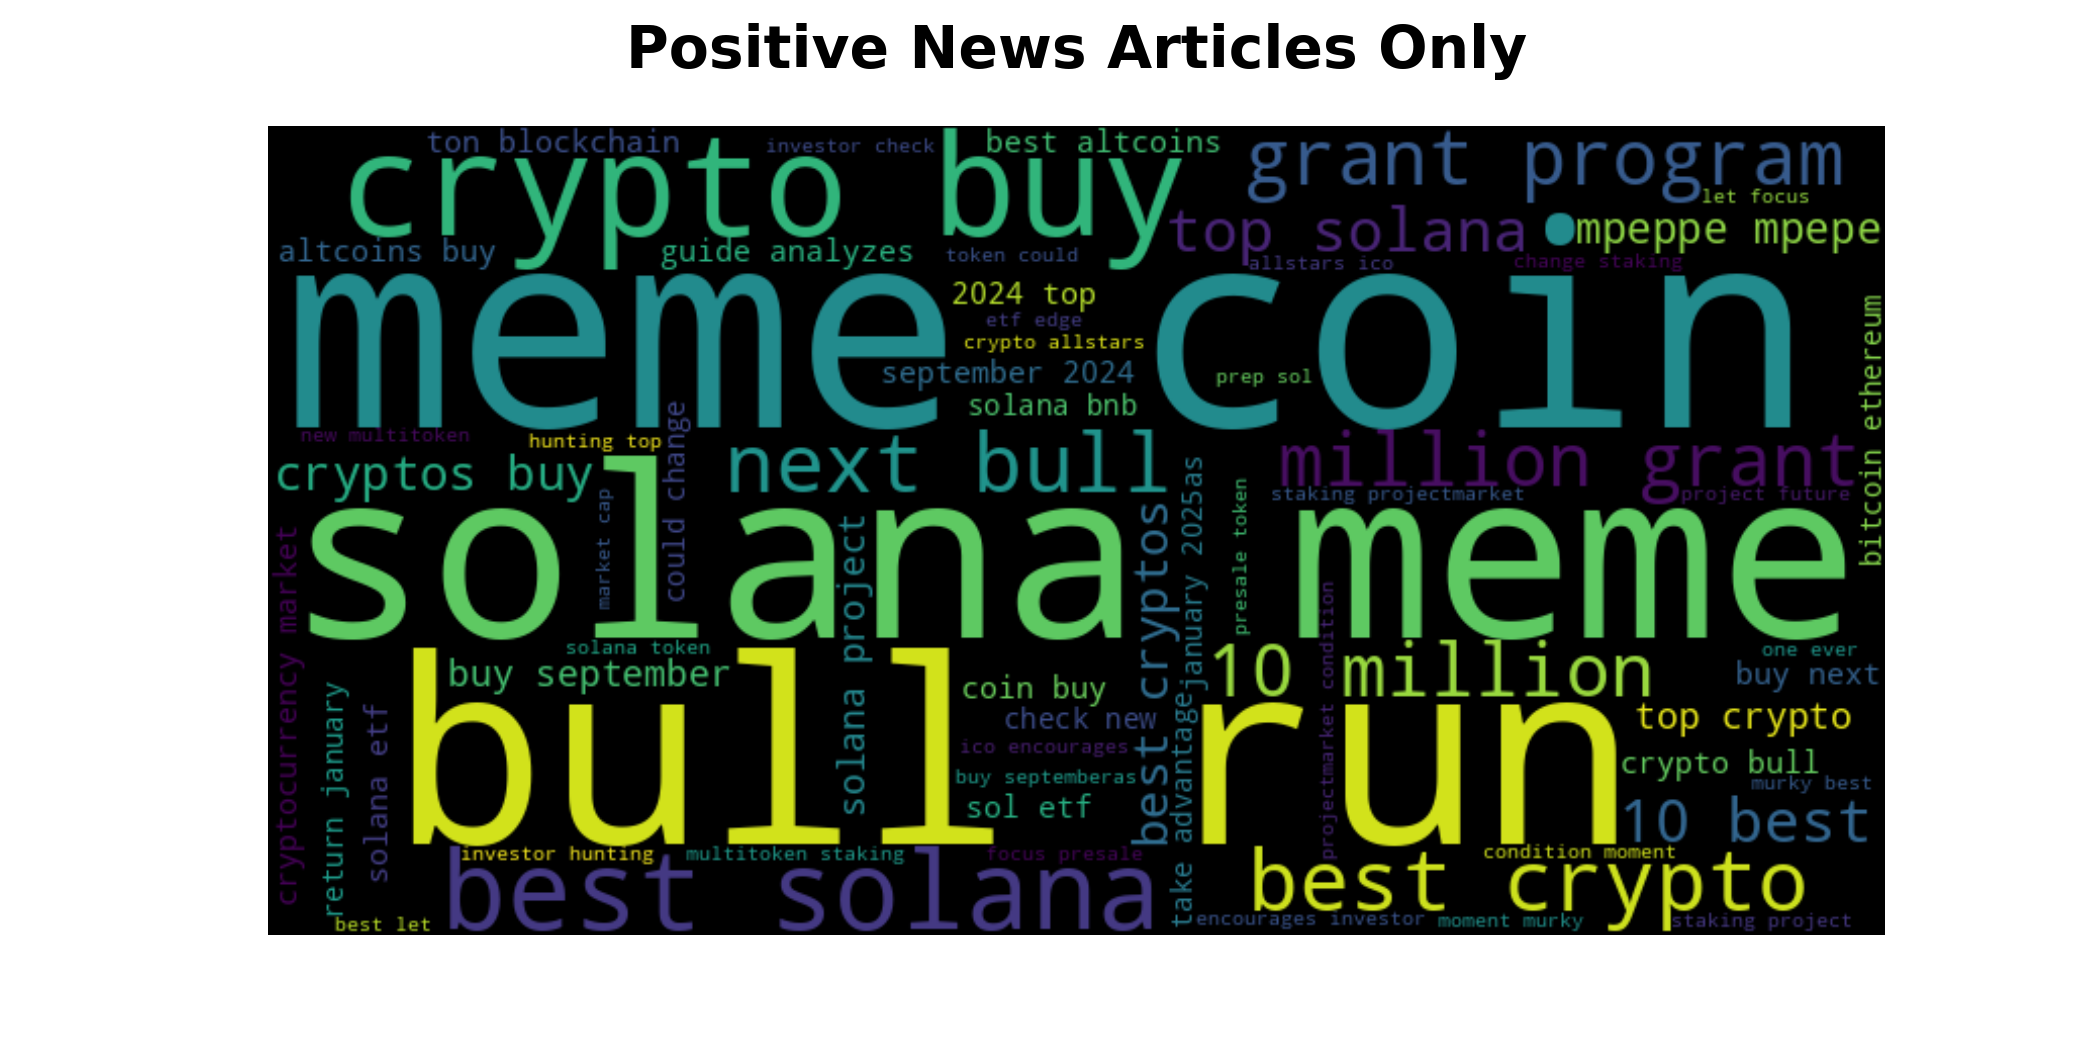 Positive News Articles Only
ton blockchain
investor check
best altcoins
crypto buy
grant program
let focus
top solana
mpeppe mpepe
altcoins buy
guide analyzes
token could
allstars ico
change staking
meme coin
2024 top
etf edge
crypto allstars
september 2024
prep sol
solana bnb
bitcoin ethereum
new multitoken
hunting top
could change
cryptos buy
next bull
million grant
staking projectmarket
project future
market cap
solana meme
cryptocurrency market
solana project
best cryptos
january 2025as
presale token
projectmarket condition
solana token
buy september
10 million
one ever
buy next
coin buy
check new
top crypto
return january
solana etf
bull run
ico encourages
buy septemberas
sol etf
take advantage
crypto bull
murky best
10 best
investor hunting
multitoken staking
focus presale
condition moment
best solana
best crypto
best let
encourages investor
moment murky
staking project